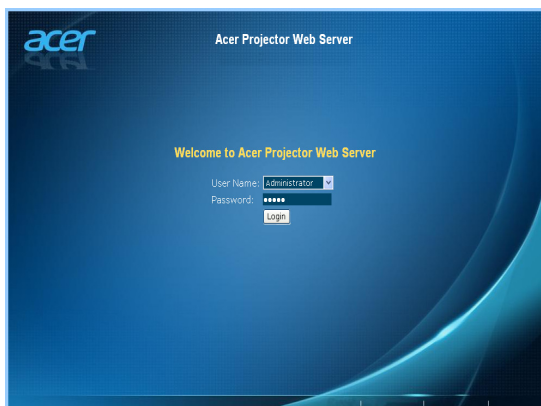 acer
Acer Projector Web Server
Welcome to Acer Projector Web Server
User Name: Administrator
Password: •••••
Login